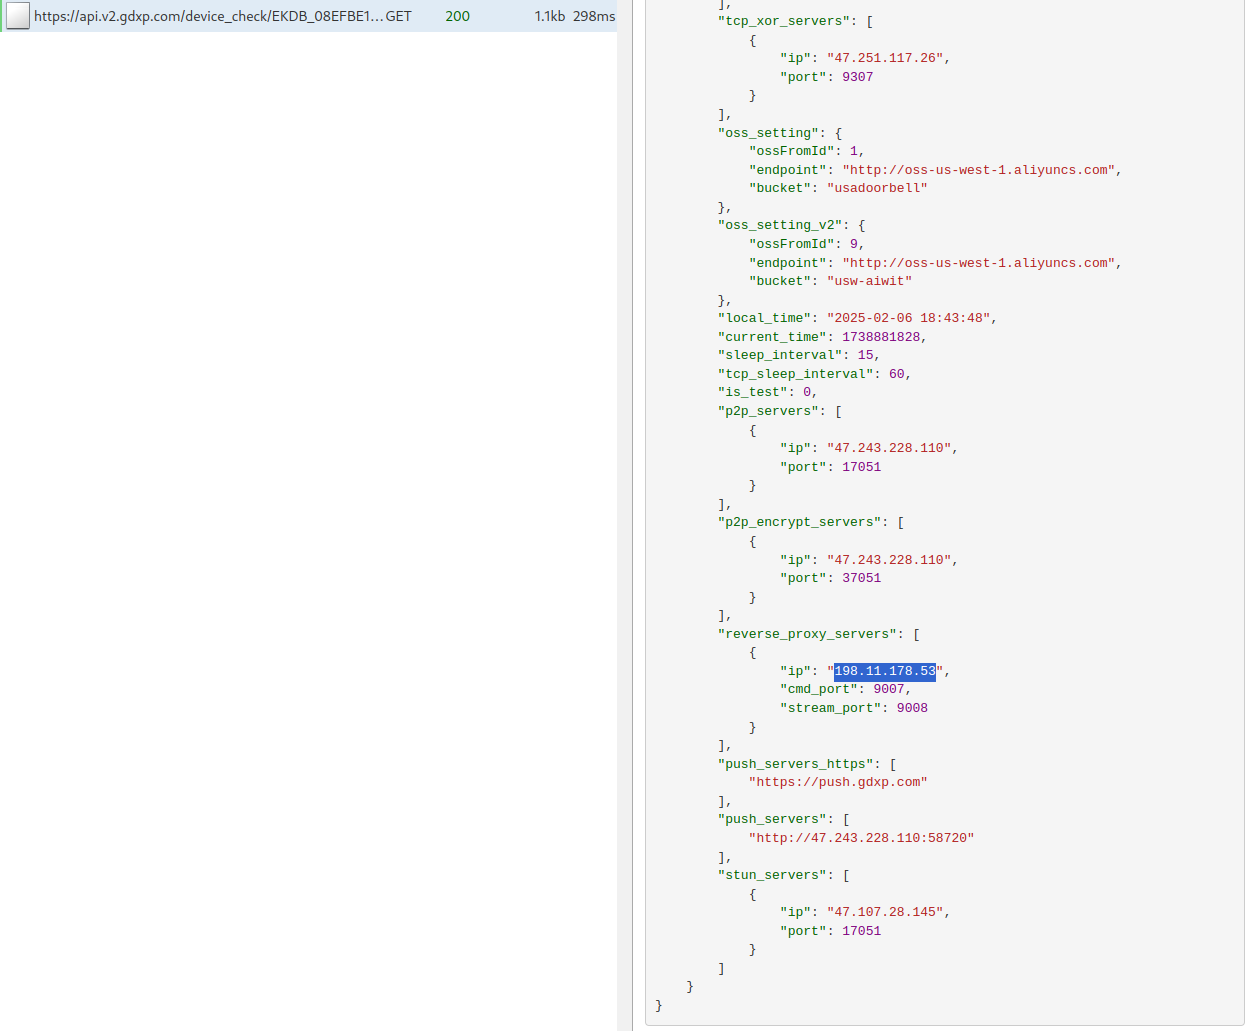 https://api.v2.gdxp.com/device_check/EKDB_08EFBE1... GET 200 1.1kb 298ms
],
"tcp_xor_servers": [
{
"ip": "47.251.117.26",
"port": 9307
}
],
"oss_setting": {
"ossFromId": 1,
"endpoint": "http://oss-us-west-1.aliyuncs.com",
"bucket": "usadoorbell"
},
"oss_setting_v2": {
"ossFromId": 9,
"endpoint": "http://oss-us-west-1.aliyuncs.com",
"bucket": "usw-aiwit"
},
"local_time": "2025-02-06 18:43:48",
"current_time": 1738881828,
"sleep_interval": 15,
"tcp_sleep_interval": 60,
"is_test": 0,
"p2p_servers": [
{
"ip": "47.243.228.110",
"port": 17051
}
],
"p2p_encrypt_servers": [
{
"ip": "47.243.228.110",
"port": 37051
}
],
"reverse_proxy_servers": [
{
"ip": "198.11.178.53",
"cmd_port": 9007,
"stream_port": 9008
}
],
"push_servers_https": [
"https://push.gdxp.com"
],
"push_servers": [
"http://47.243.228.110:58720"
],
"stun_servers": [
{
"ip": "47.107.28.145",
"port": 17051
}
]
}
}